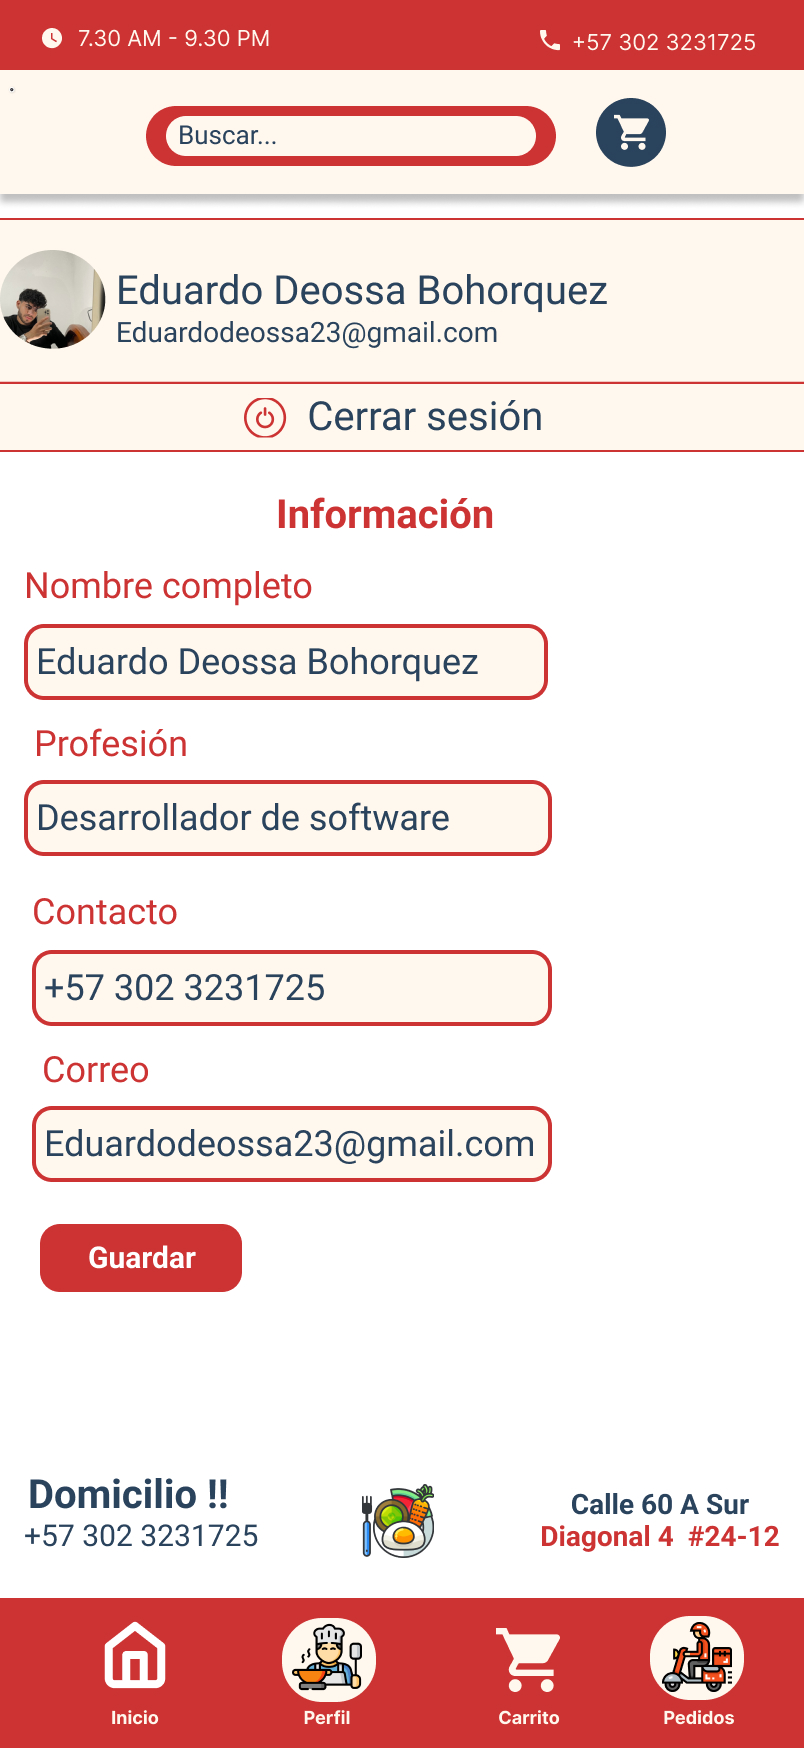 7.30 AM - 9.30 PM
+57 302 3231725
Buscar...
Eduardo Deossa Bohorquez
Eduardodeossa23@gmail.com
Cerrar sesión
Información
Nombre completo
Eduardo Deossa Bohorquez
Profesión
Desarrollador de software
Contacto
+57 302 3231725
Correo
Eduardodeossa23@gmail.com
Guardar
Domicilio !!
+57 302 3231725
Calle 60 A Sur
Diagonal 4 #24-12
Inicio
Perfil
Carrito
Pedidos